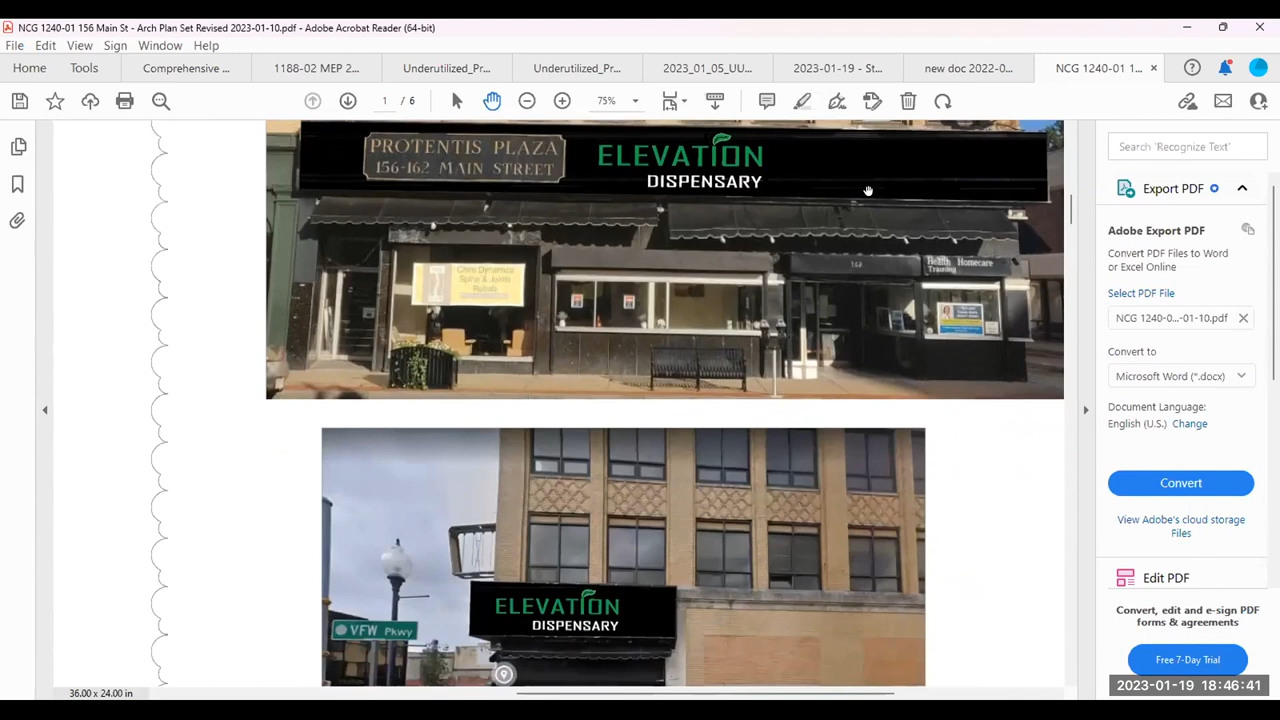 NCG 1240-01 156 Main St - Arch Plan Set Revised 2023-01-10.pdf - Adobe Acrobat Reader (64-bit)
File Edit View Sign Window Help
Home Tools Comprehensive ... 1188-02 MEP 2... Underutilized_Pr... Underutilized_Pr... 2023_01_05_UU... 2023-01-19 - St... new doc 2022-0... NCG 1240-01 1... ×
1 / 6 75%
PROTENTIS PLAZA
156-162 MAIN STREET
ELEVATION
DISPENSARY
Chiro Dynamics
Spine & Joints
Rehab
Health Homecare
Training
ELEVATION
DISPENSARY
VFW Pkwy
36.00 x 24.00 in
Search 'Recognize Text'
Export PDF
Adobe Export PDF
Convert PDF Files to Word
or Excel Online
Select PDF File
NCG 1240-0...-01-10.pdf
Convert to
Microsoft Word (*.docx)
Document Language:
English (U.S.) Change
Convert
View Adobe's cloud storage
Files
Edit PDF
Convert, edit and e-sign PDF
forms & agreements
Free 7-Day Trial
2023-01-19 18:46:41